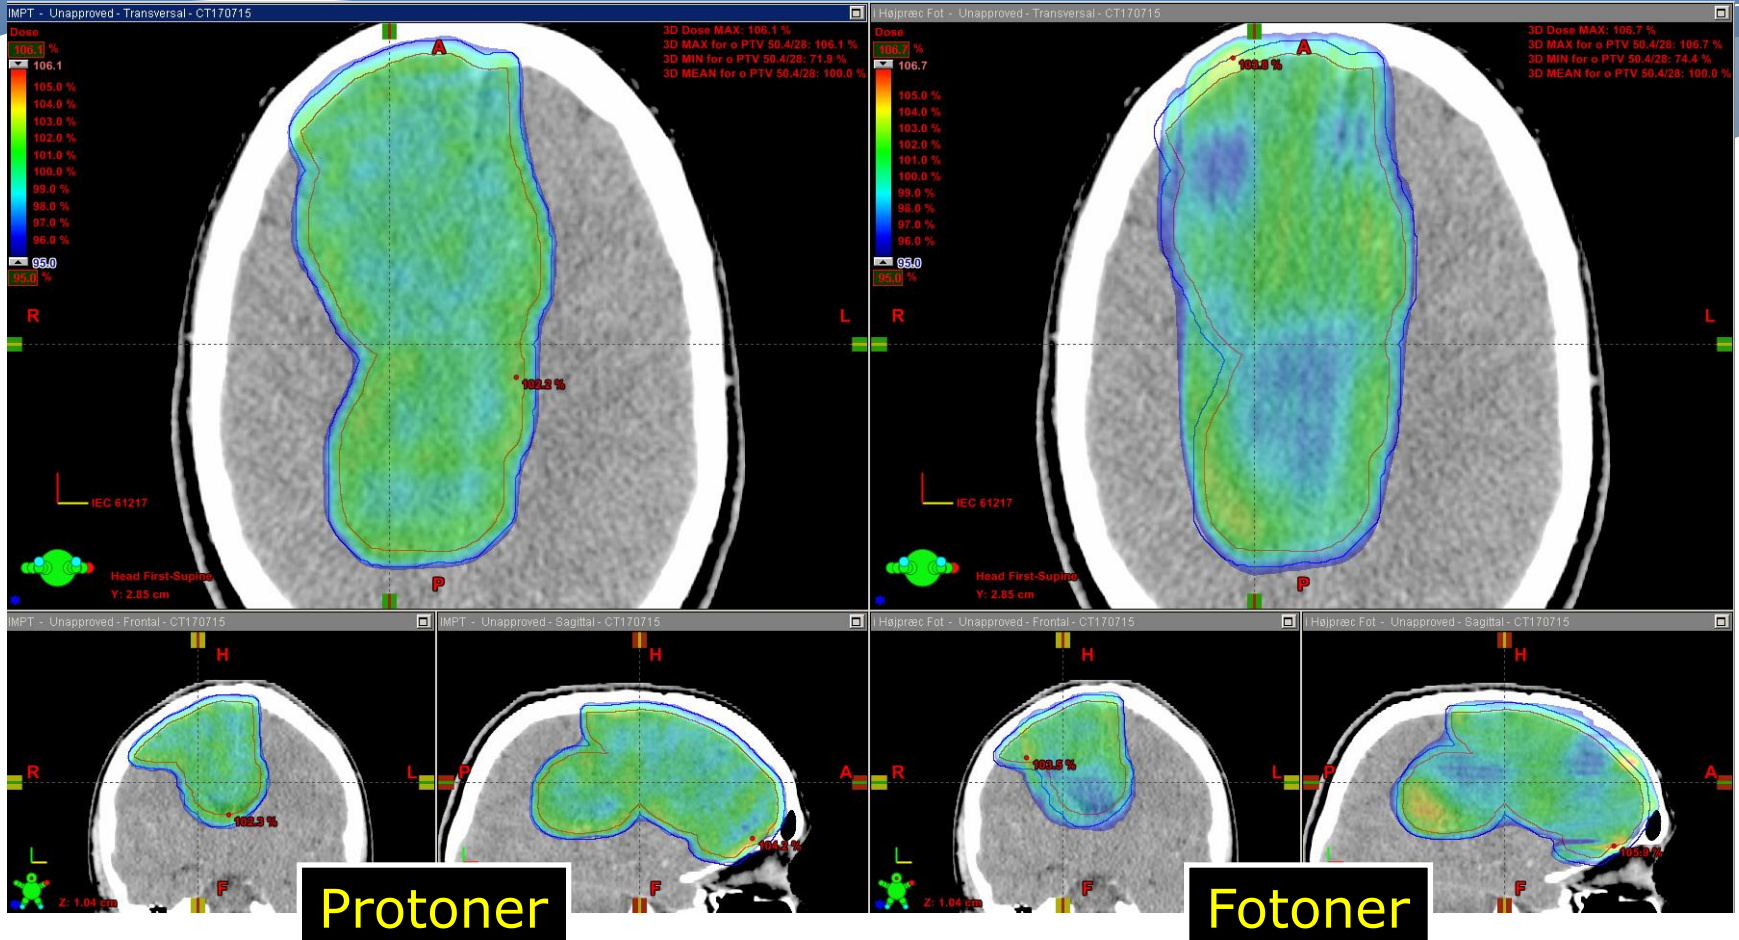 IMPT - Unapproved - Transversal - CT170715
Dose
106.1 %
106.1
105.0 %
104.0 %
103.0 %
102.0 %
101.0 %
100.0 %
99.0 %
98.0 %
97.0 %
96.0 %
95.0
95.0 %
3D Dose MAX: 106.1 %
3D MAX for o PTV 50.4/28: 106.1 %
3D MIN for o PTV 50.4/28: 71.9 %
3D MEAN for o PTV 50.4/28: 100.0 %
A
R
L
102.2 %
IEC 61217
Head First-Supine
Y: 2.85 cm
P
i Højpræc Fot - Unapproved - Transversal - CT170715
Dose
106.7 %
106.7
105.0 %
104.0 %
103.0 %
102.0 %
101.0 %
100.0 %
99.0 %
98.0 %
97.0 %
96.0 %
95.0
95.0 %
3D Dose MAX: 106.7 %
3D MAX for o PTV 50.4/28: 106.7 %
3D MIN for o PTV 50.4/28: 74.4 %
3D MEAN for o PTV 50.4/28: 100.0 %
A
R
L
IEC 61217
Head First-Supine
Y: 2.85 cm
P
IMPT - Unapproved - Frontal - CT170715
H
R
L
102.3 %
F
Z: 1.04 cm
IMPT - Unapproved - Sagittal - CT170715
H
P
A
104.2 %
F
i Højpræc Fot - Unapproved - Frontal - CT170715
H
R
L
103.5 %
F
Z: 1.04 cm
i Højpræc Fot - Unapproved - Sagittal - CT170715
H
P
A
105.9 %
F
Protoner
Fotoner